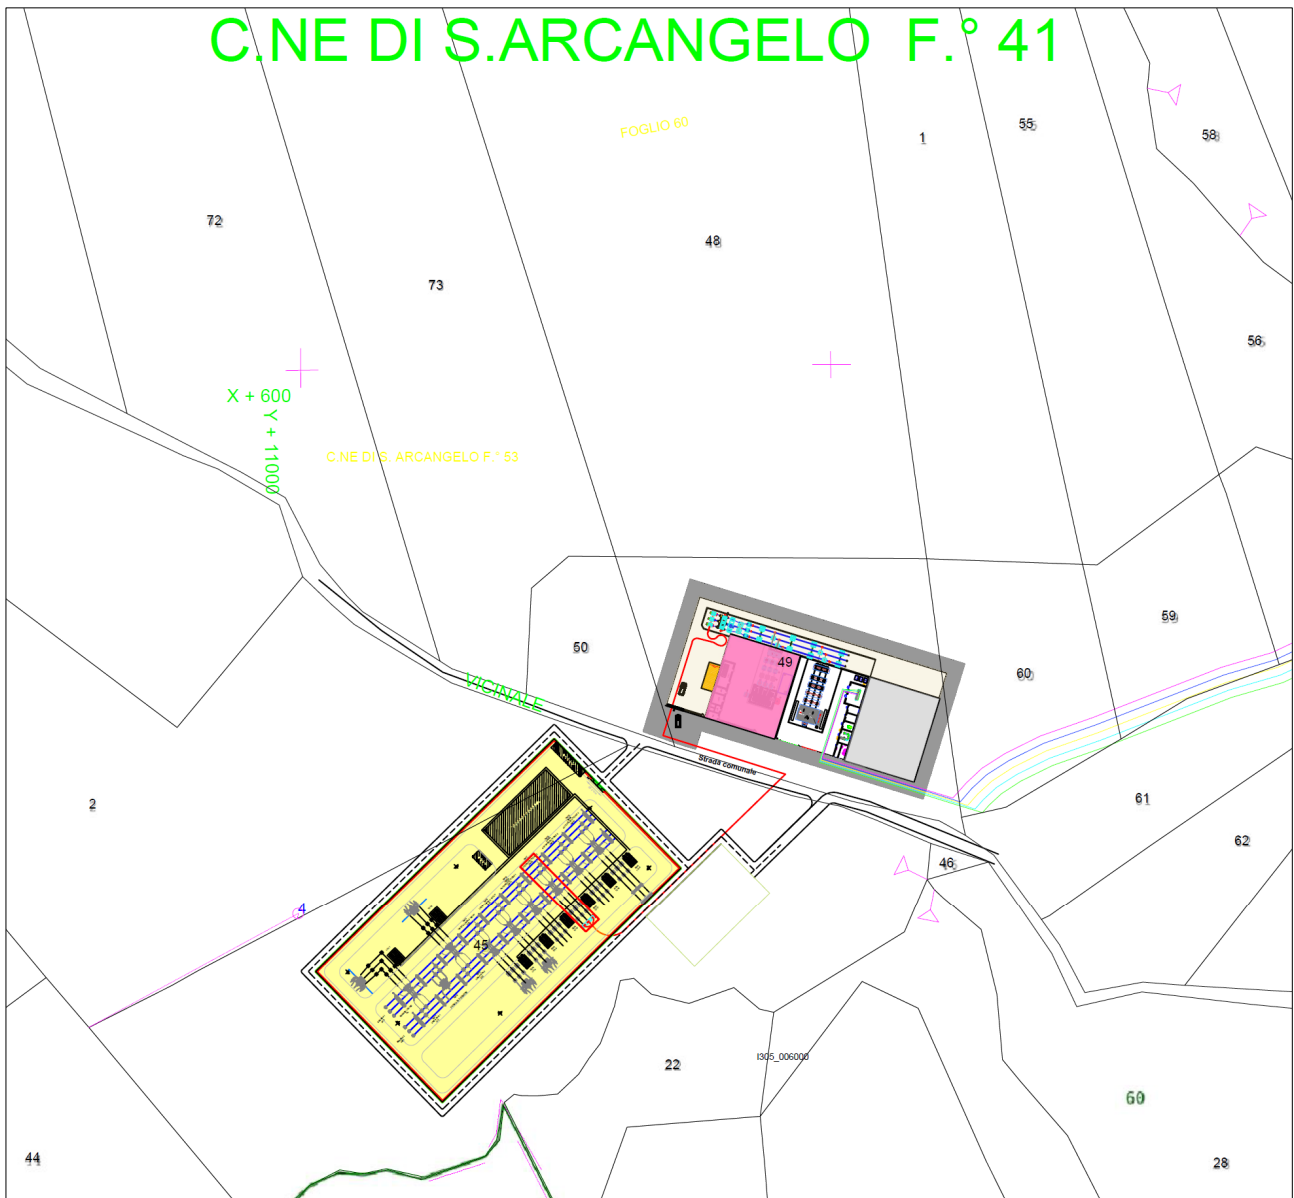 C.NE DI S.ARCANGELO F.° 41
FOGLIO 60
1
55
58
72
48
73
56
X + 600
Y + 11000
C.NE DI S. ARCANGELO F.° 53
59
50
49
60
VICINALE
Strada comunale
2
61
62
46
4
45
22
I305_006000
60
44
28